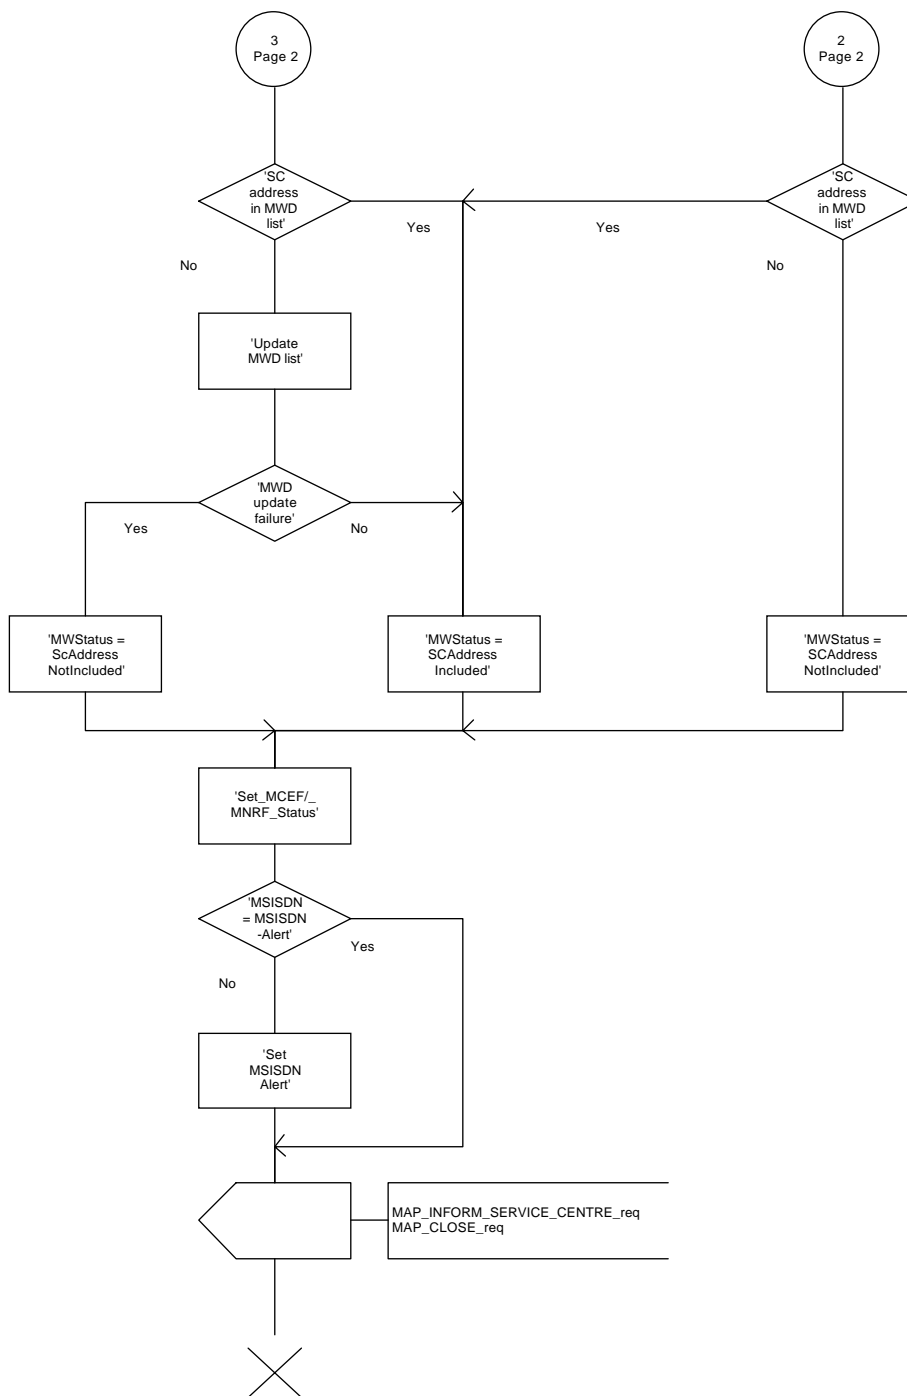 3
Page 2
2
Page 2
'SC
address
in MWD
list'
'SC
address
in MWD
list'
Yes
Yes
No
No
'Update
MWD list'
'MWD
update
failure'
Yes
No
'MWStatus =
ScAddress
NotIncluded'
'MWStatus =
SCAddress
Included'
'MWStatus =
SCAddress
NotIncluded'
'Set_MCEF/_
MNRF_Status'
'MSISDN
= MSISDN
-Alert'
Yes
No
'Set
MSISDN
Alert'
MAP_INFORM_SERVICE_CENTRE_req
MAP_CLOSE_req